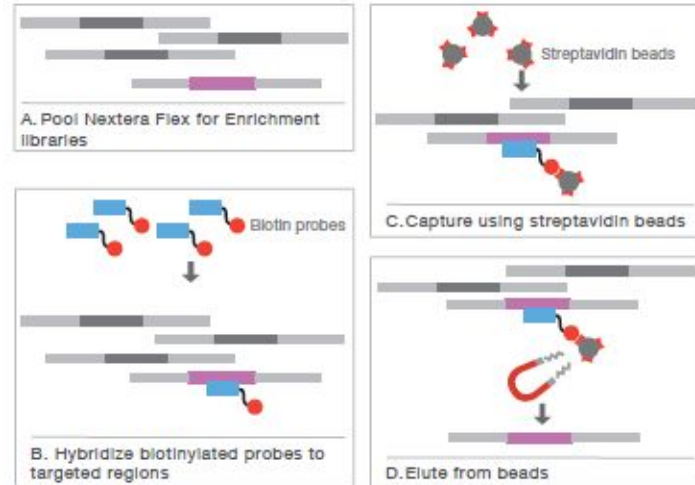 A. Pool Nextera Flex for Enrichment
libraries
Biotin probes
B. Hybridize biotinylated probes to
targeted regions
Streptavidin beads
C.Capture using streptavidin beads
D.Elute from beads